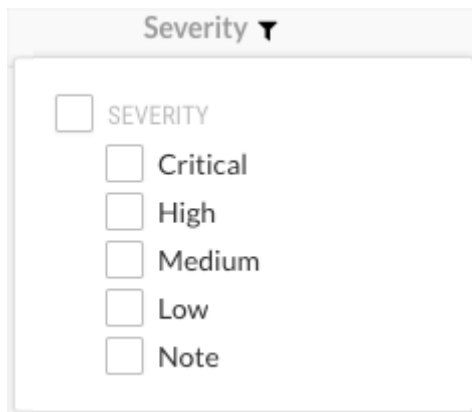 Severity
SEVERITY
Critical
High
Medium
Low
Note